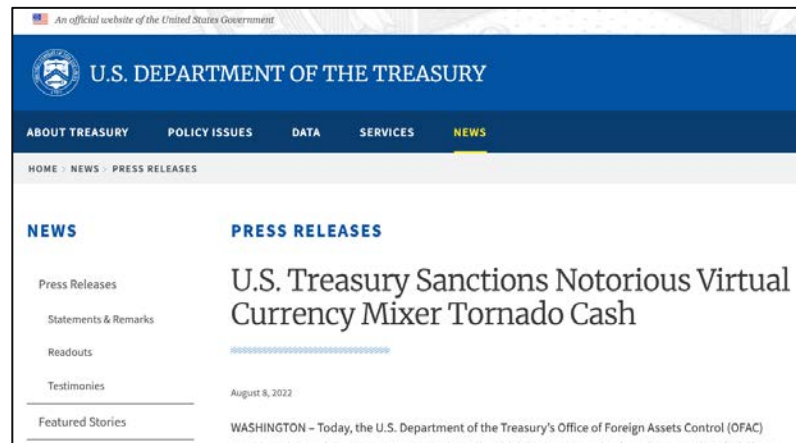 An official website of the United States Government
U.S. DEPARTMENT OF THE TREASURY
ABOUT TREASURY POLICY ISSUES DATA SERVICES NEWS
HOME > NEWS > PRESS RELEASES
NEWS
Press Releases
Statements & Remarks
Readouts
Testimonies
Featured Stories
PRESS RELEASES
U.S. Treasury Sanctions Notorious Virtual
Currency Mixer Tornado Cash
August 8, 2022
WASHINGTON – Today, the U.S. Department of the Treasury's Office of Foreign Assets Control (OFAC)